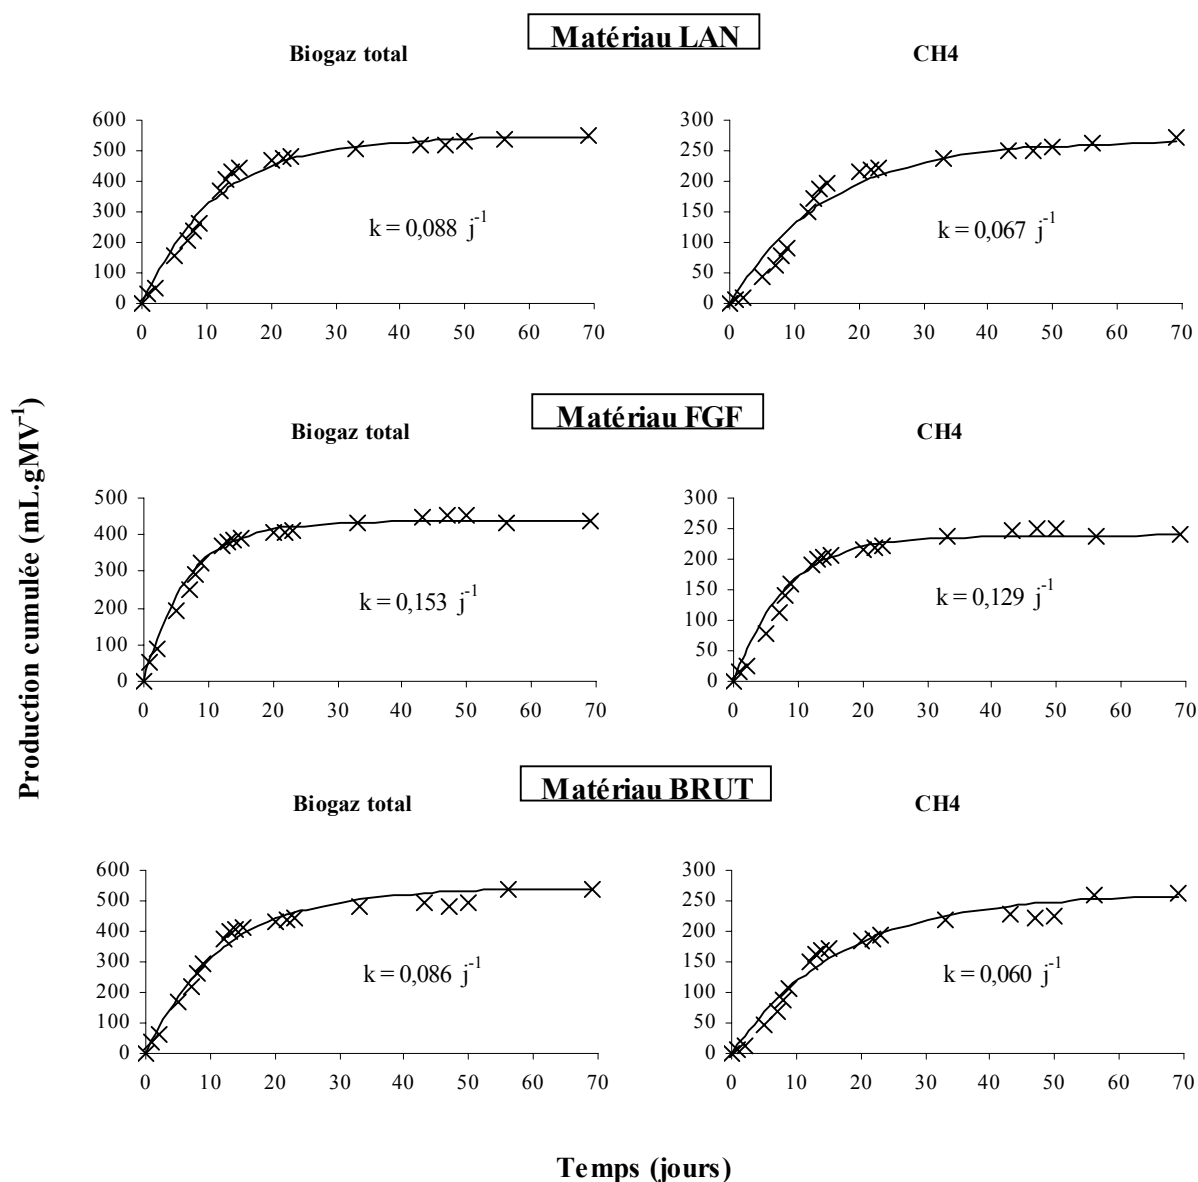 Matériau LAN
Biogaz total
CH4
600
500
400
300
200
100
0
k = 0,088 j-1
0 10 20 30 40 50 60 70
300
250
200
150
100
50
0
k = 0,067 j-1
0 10 20 30 40 50 60 70
Production cumulée (mL.gMV-1)
Matériau FGF
Biogaz total
CH4
500
400
300
200
100
0
k = 0,153 j-1
0 10 20 30 40 50 60 70
300
250
200
150
100
50
0
k = 0,129 j-1
0 10 20 30 40 50 60 70
Matériau BRUT
Biogaz total
CH4
600
500
400
300
200
100
0
k = 0,086 j-1
0 10 20 30 40 50 60 70
300
250
200
150
100
50
0
k = 0,060 j-1
0 10 20 30 40 50 60 70
Temps (jours)